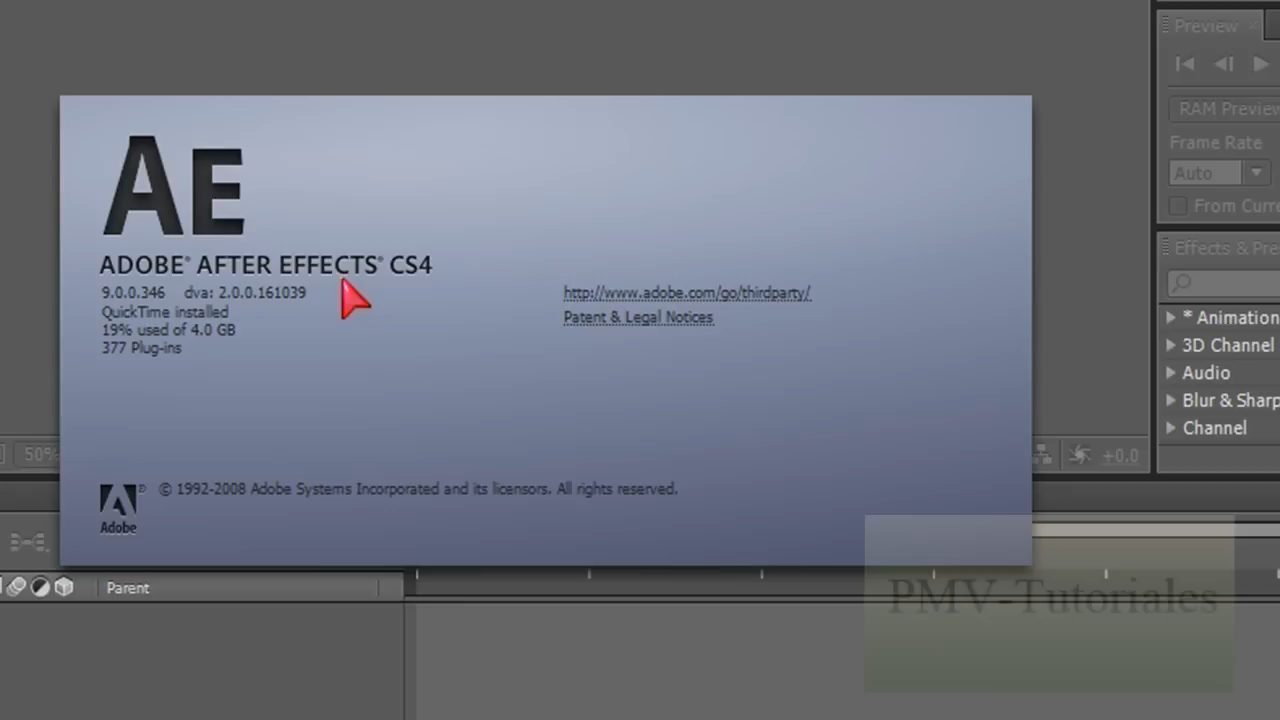 Preview
RAM Preview
Frame Rate
Auto
From Curre
Effects & Pre
* Animation
3D Channel
Audio
Blur & Sharp
Channel
AE
ADOBE® AFTER EFFECTS® CS4
9.0.0.346 dva: 2.0.0.161039
QuickTime installed
19% used of 4.0 GB
377 Plug-ins
http://www.adobe.com/go/thirdparty/
Patent & Legal Notices
© 1992-2008 Adobe Systems Incorporated and its licensors. All rights reserved.
Adobe
50%
+0.0
Parent
PMV-Tutoriales